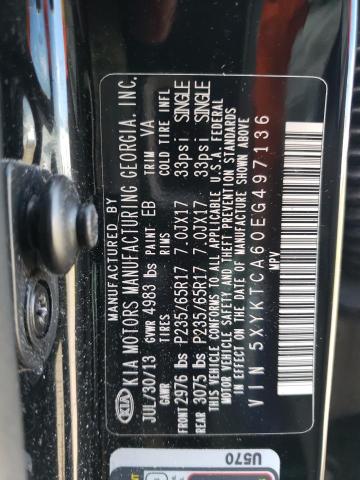 MANUFACTURED BY
KIA KIA MOTORS MANUFACTURING GEORGIA, INC.
JUL/30/13 GVWR 4983 lbs PAINT: EB TRIM VA
GAWR TIRES RIMS COLD TIRE INFL
FRONT 2976 lbs P235/65R17 7.0JX17 33psi SINGLE
REAR 3075 lbs P235/65R17 7.0JX17 33psi SINGLE
THIS VEHICLE CONFORMS TO ALL APPLICABLE U.S.A FEDERAL
MOTOR VEHICLE SAFETY AND THEFT PREVENTION STANDARDS
IN EFFECT ON THE DATE OF MANUFACTURE SHOWN ABOVE
VIN 5XYKTCA60EG497136
MPV
U570